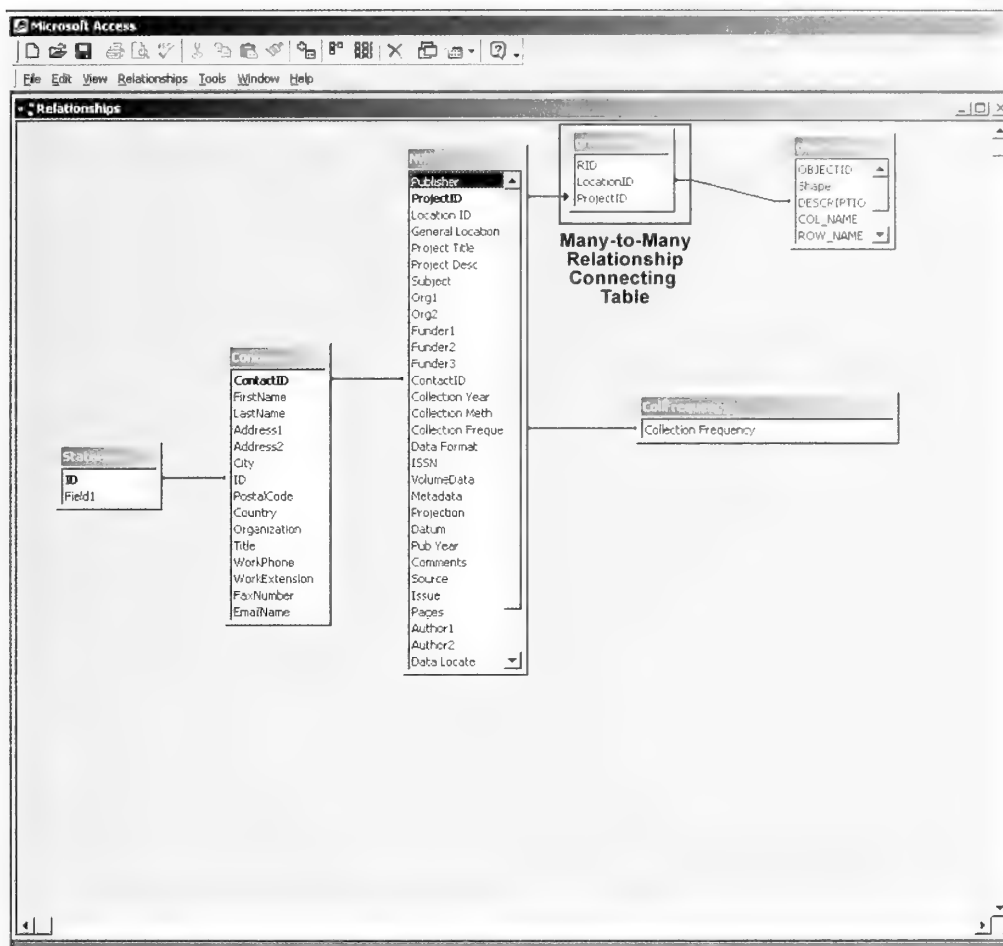 Microsoft Access
File Edit View Relationships Tools Window Help
Relationships
State
ID
Field1
ContactID
FirstName
LastName
Address1
Address2
City
ID
PostalCode
Country
Organization
Title
WorkPhone
WorkExtension
FaxNumber
EmailName
Publisher
ProjectID
Location ID
General Location
Project Title
Project Desc
Subject
Org1
Org2
Funder1
Funder2
Funder3
ContactID
Collection Year
Collection Meth
Collection Freque
Data Format
ISSN
VolumeData
Metadata
Projection
Datum
Pub Year
Comments
Source
Issue
Pages
Author1
Author2
Data Locate
RID
LocationID
ProjectID
Many-to-Many
Relationship
Connecting
Table
OBJECTID
Shape
DESCRIPTIO
COL_NAME
ROW_NAME
Collection Frequency